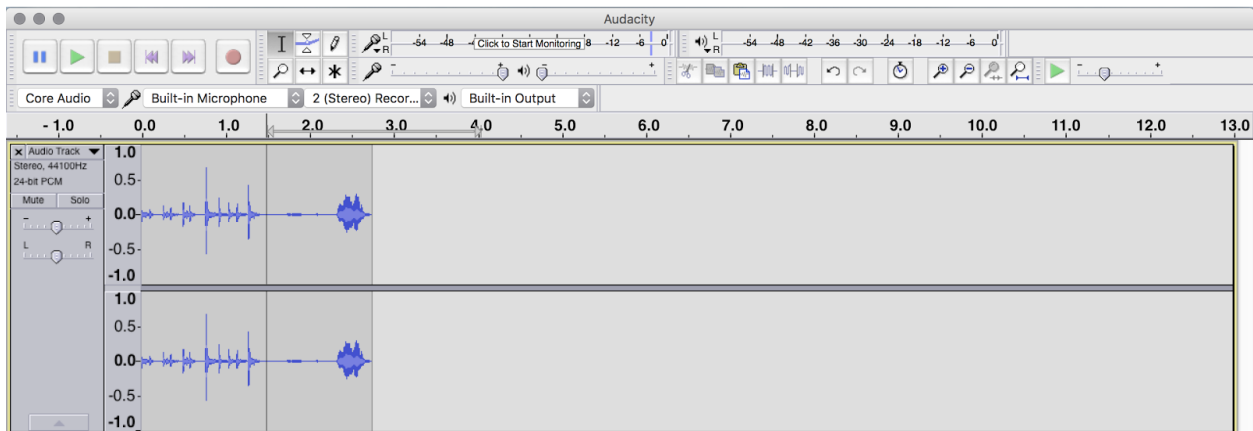 Audacity
L
R
-54 -48 -4 Click to Start Monitoring 8 -12 -6 0
L
R
-54 -48 -42 -36 -30 -24 -18 -12 -6 0
- +
- +
- +
Core Audio Built-in Microphone 2 (Stereo) Recor... Built-in Output
- 1.0 0.0 1.0 2.0 3.0 4.0 5.0 6.0 7.0 8.0 9.0 10.0 11.0 12.0 13.0
x Audio Track
Stereo, 44100Hz
24-bit PCM
Mute Solo
- +
L R
1.0
0.5-
0.0-
-0.5-
-1.0
1.0
0.5-
0.0-
-0.5-
-1.0